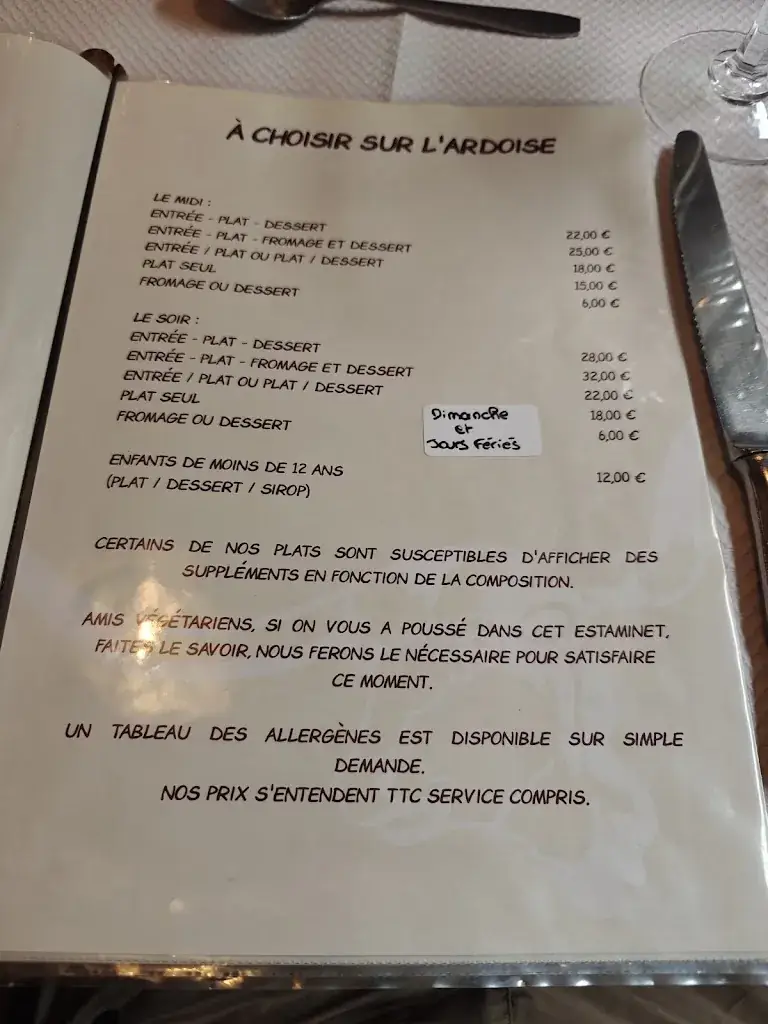 À CHOISIR SUR L'ARDOISE
LE MIDI :
ENTRÉE - PLAT - DESSERT 22,00 €
ENTRÉE - PLAT - FROMAGE ET DESSERT 25,00 €
ENTRÉE / PLAT OU PLAT / DESSERT 18,00 €
PLAT SEUL 15,00 €
FROMAGE OU DESSERT 6,00 €
LE SOIR :
ENTRÉE - PLAT - DESSERT 28,00 €
ENTRÉE - PLAT - FROMAGE ET DESSERT 32,00 €
ENTRÉE / PLAT OU PLAT / DESSERT 22,00 €
PLAT SEUL 18,00 €
FROMAGE OU DESSERT 6,00 €
Dimanche
et
Jours Fériés
ENFANTS DE MOINS DE 12 ANS 12,00 €
(PLAT / DESSERT / SIROP)
CERTAINS DE NOS PLATS SONT SUSCEPTIBLES D'AFFICHER DES
SUPPLÉMENTS EN FONCTION DE LA COMPOSITION.
AMIS VÉGÉTARIENS, SI ON VOUS A POUSSÉ DANS CET ESTAMINET,
FAITES LE SAVOIR, NOUS FERONS LE NÉCESSAIRE POUR SATISFAIRE
CE MOMENT.
UN TABLEAU DES ALLERGÈNES EST DISPONIBLE SUR SIMPLE
DEMANDE.
NOS PRIX S'ENTENDENT TTC SERVICE COMPRIS.